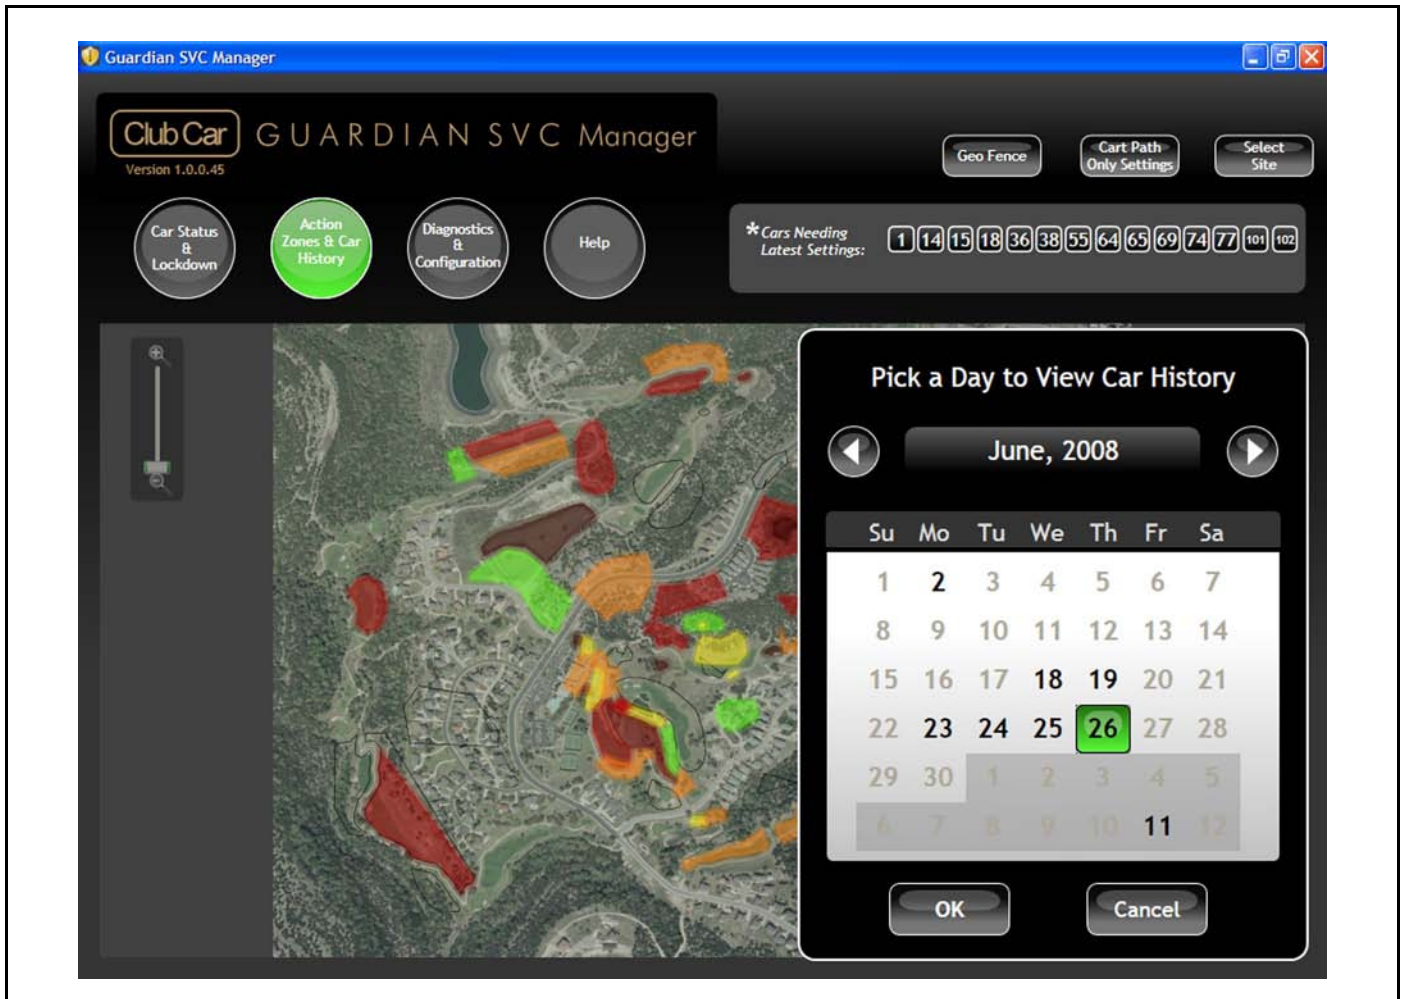 Guardian SVC Manager
Club Car GUARDIAN SVC Manager
Version 1.0.0.45
Geo Fence
Cart Path
Only Settings
Select
Site
Car Status
&
Lockdown
Action
Zones & Car
History
Diagnostics
&
Configuration
Help
*Cars Needing
Latest Settings:
1 14 15 18 36 38 55 64 65 69 74 77 101 102
Pick a Day to View Car History
June, 2008
Su Mo Tu We Th Fr Sa
1 2 3 4 5 6 7
8 9 10 11 12 13 14
15 16 17 18 19 20 21
22 23 24 25 26 27 28
29 30 1 2 3 4 5
6 7 8 9 10 11 12
OK
Cancel